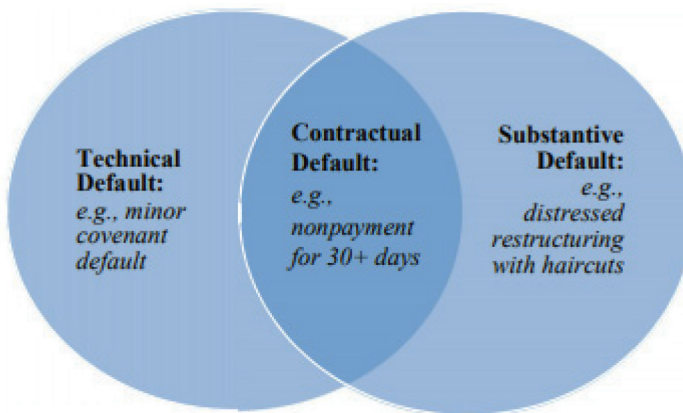 Technical
Default:
e.g., minor
covenant
default
Contractual
Default:
e.g.,
nonpayment
for 30+ days
Substantive
Default:
e.g.,
distressed
restructuring
with haircuts